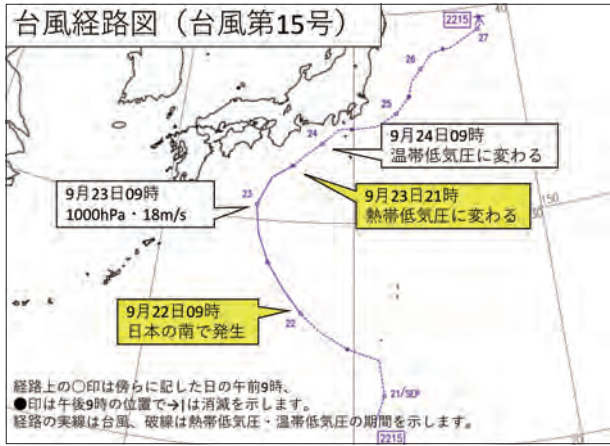 台風経路図(台風第15号)
2215
40
27
26
25
24
9月24日09時
温帯低気圧に変わる
9月23日09時
1000hPa・18m/s
23
9月23日21時
熱帯低気圧に変わる
150
30
9月22日09時
日本の南で発生
22
経路上の○印は傍らに記した日の午前9時、
●印は午後9時の位置で→|は消滅を示します。
経路の実線は台風、破線は熱帯低気圧・温帯低気圧の期間を示します。
21/SEP
2215